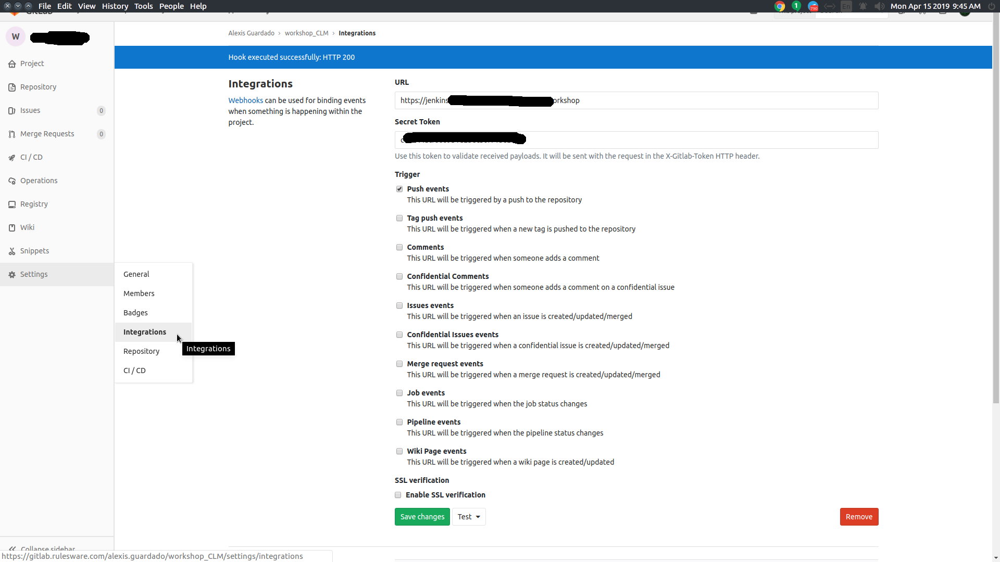 File Edit View History Tools People Help
1
790
En
Mon Apr 15 2019 9:45 AM
W
Alexis Guardado › workshop_CLM › Integrations
Hook executed successfully: HTTP 200
Project
Repository
Issues 0
Merge Requests 0
CI / CD
Operations
Registry
Wiki
Snippets
Settings
General
Members
Badges
Integrations
Repository
CI / CD
Integrations
Integrations
Webhooks can be used for binding events
when something is happening within the
project.
URL
https://jenkins
orkshop
Secret Token
Use this token to validate received payloads. It will be sent with the request in the X-Gitlab-Token HTTP header.
Trigger
Push events
This URL will be triggered by a push to the repository
Tag push events
This URL will be triggered when a new tag is pushed to the repository
Comments
This URL will be triggered when someone adds a comment
Confidential Comments
This URL will be triggered when someone adds a comment on a confidential issue
Issues events
This URL will be triggered when an issue is created/updated/merged
Confidential Issues events
This URL will be triggered when a confidential issue is created/updated/merged
Merge request events
This URL will be triggered when a merge request is created/updated/merged
Job events
This URL will be triggered when the job status changes
Pipeline events
This URL will be triggered when the pipeline status changes
Wiki Page events
This URL will be triggered when a wiki page is created/updated
SSL verification
Enable SSL verification
Save changes Test Remove
Collapse sidebar
https://gitlab.rulesware.com/alexis.guardado/workshop_CLM/settings/integrations